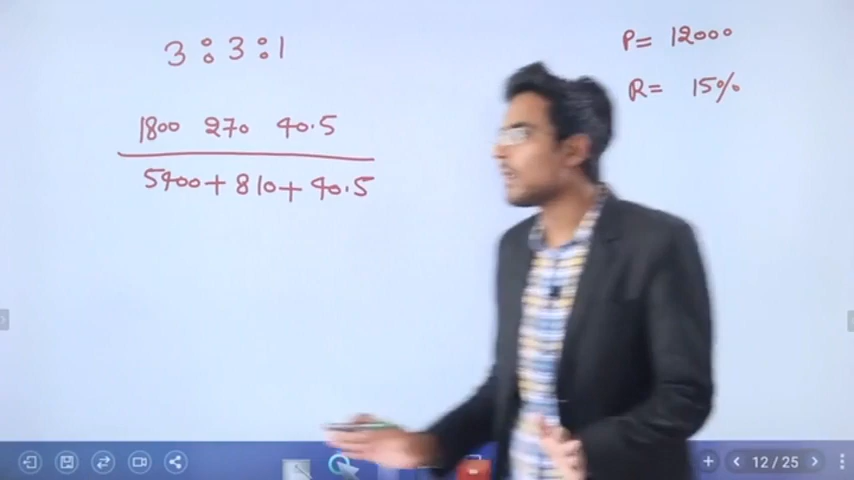 3 : 3 : 1
P= 12000
R= 15%
1800 270 40.5
5400+ 810+ 40.5
12/25